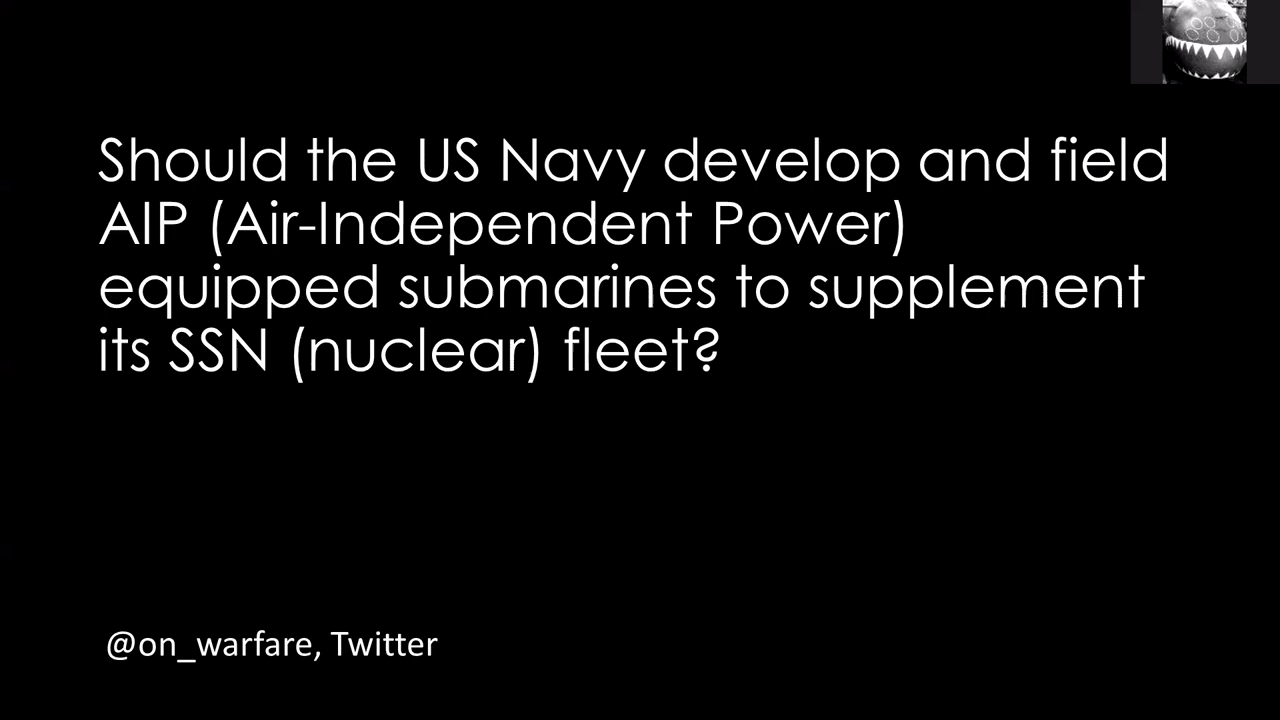 Should the US Navy develop and field
AIP (Air-Independent Power)
equipped submarines to supplement
its SSN (nuclear) fleet?
@on_warfare, Twitter